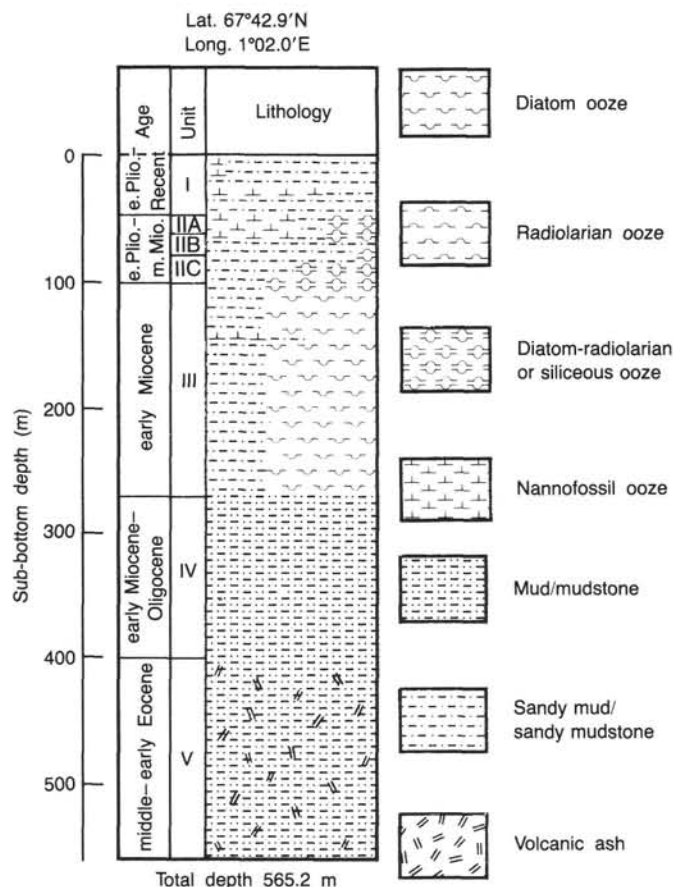 Lat. 67°42.9′N
Long. 1°02.0′E
Age
Unit
Lithology
Sub-bottom depth (m)
0
100
200
300
400
500
e. Plio.–
Recent
I
e. Plio.–
m. Mio.
IIA
IIB
IIC
early Miocene
III
early Miocene–
Oligocene
IV
middle–early Eocene
V
Total depth 565.2 m
Diatom ooze
Radiolarian ooze
Diatom-radiolarian
or siliceous ooze
Nannofossil ooze
Mud/mudstone
Sandy mud/
sandy mudstone
Volcanic ash